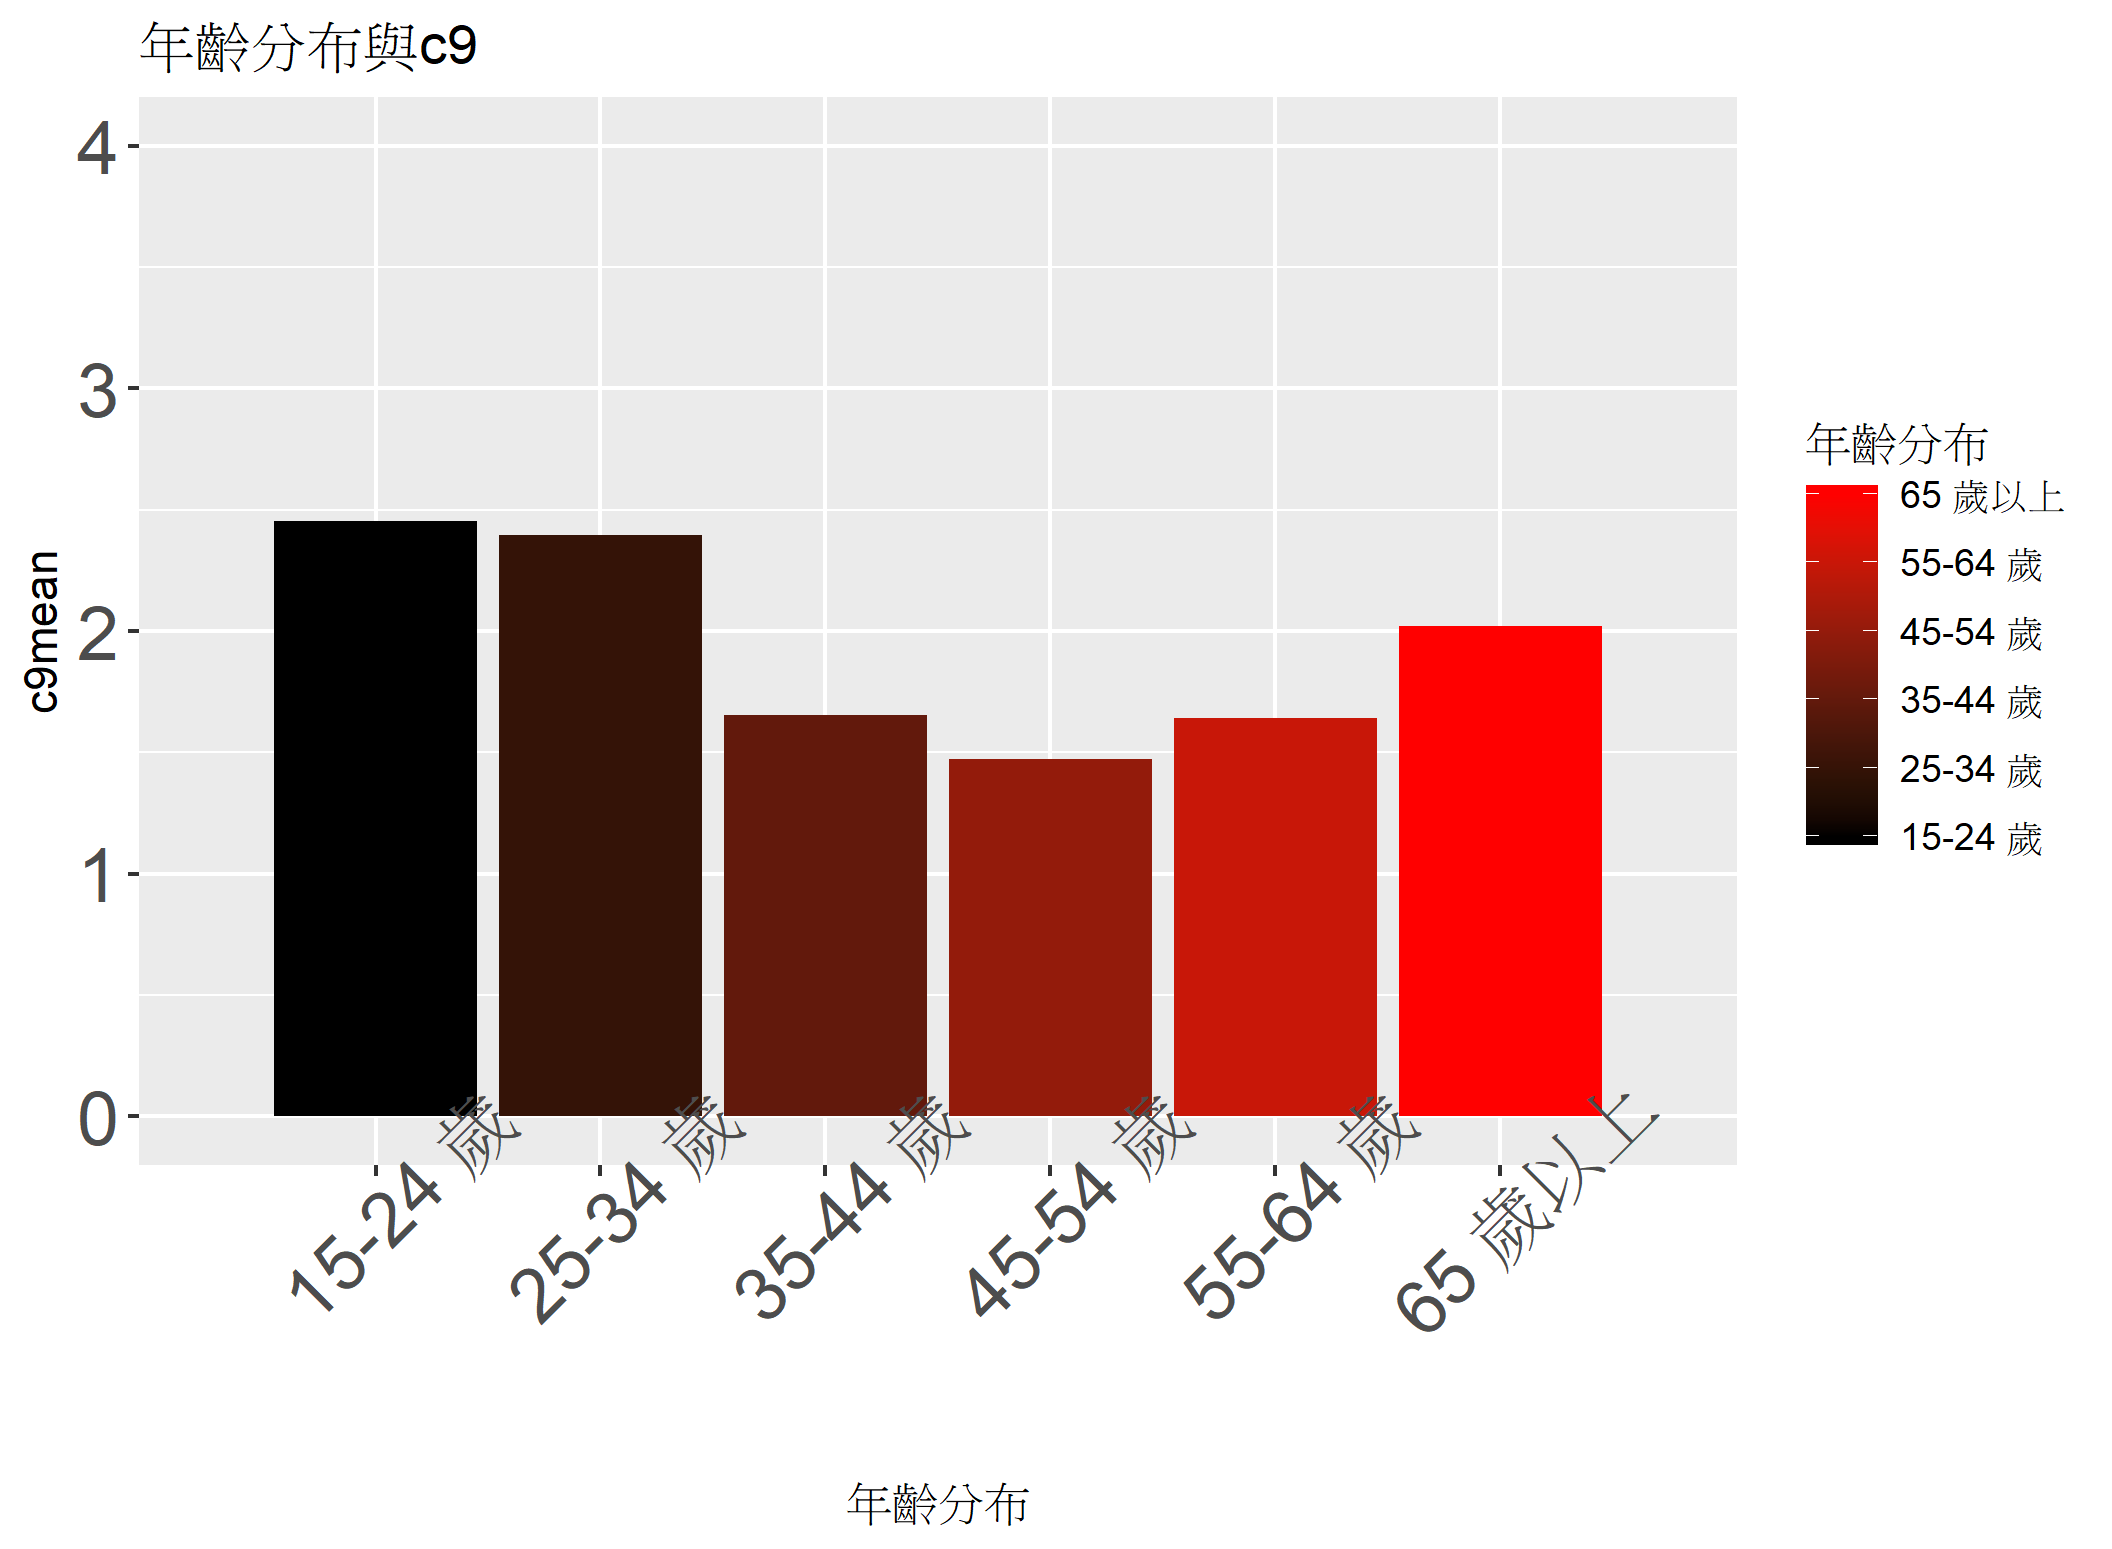 年齡分布與c9
4
3
2
1
0
c9mean
15-24 歲
25-34 歲
35-44 歲
45-54 歲
55-64 歲
65 歲以上
年齡分布
年齡分布
65 歲以上
55-64 歲
45-54 歲
35-44 歲
25-34 歲
15-24 歲